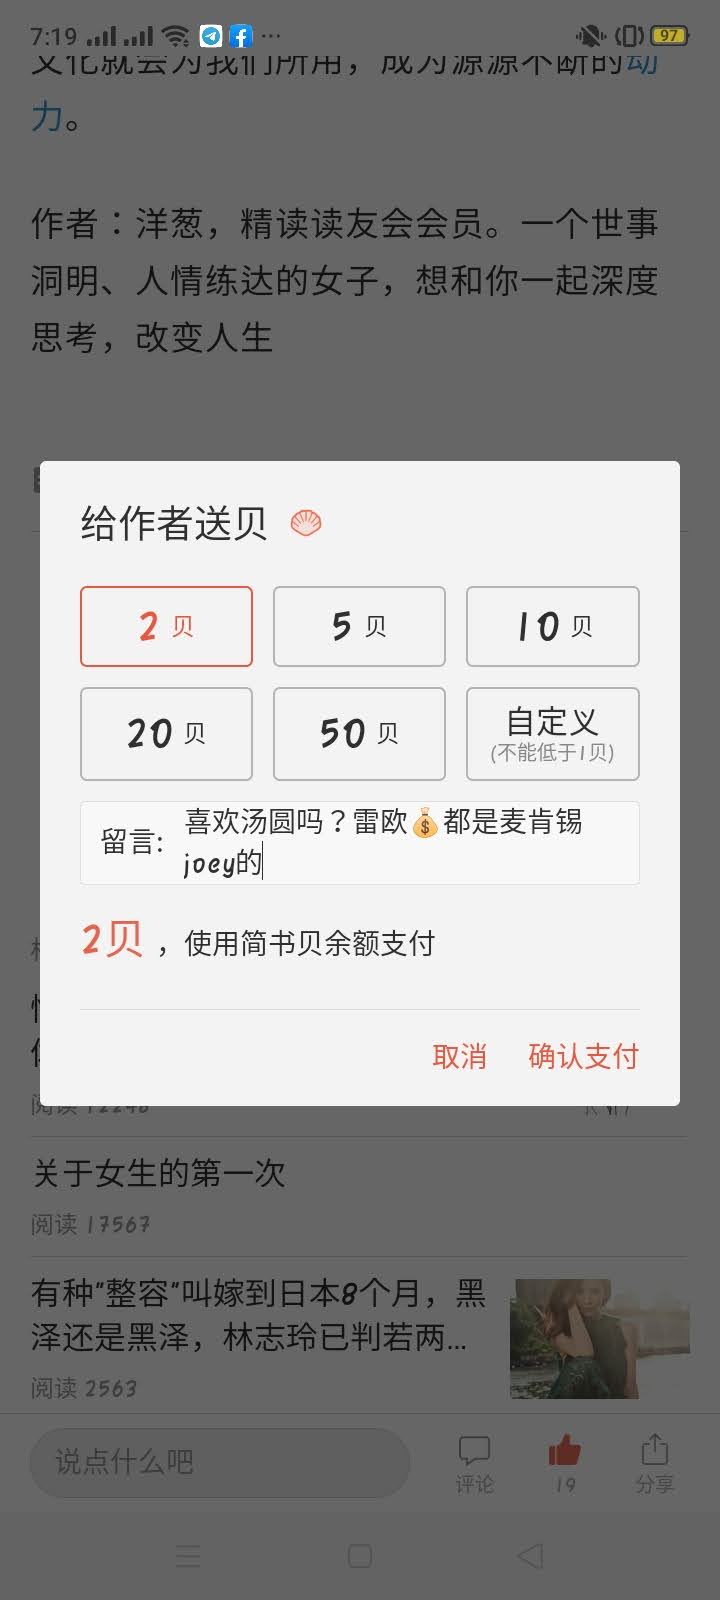 7:19
97
文化就会为我们所用，成为源源不断的动
力。
作者：洋葱，精读读友会会员。一个世事
洞明、人情练达的女子，想和你一起深度
思考，改变人生
给作者送贝
2 贝
5 贝
10 贝
20 贝
50 贝
自定义
(不能低于1贝)
留言:
喜欢汤圆吗？雷欧💰都是麦肯锡
joey的
2贝，使用简书贝余额支付
取消
确认支付
阅读 12248
关于女生的第一次
阅读 17567
有种"整容"叫嫁到日本8个月，黑
泽还是黑泽，林志玲已判若两...
阅读 2563
说点什么吧
评论
19
分享